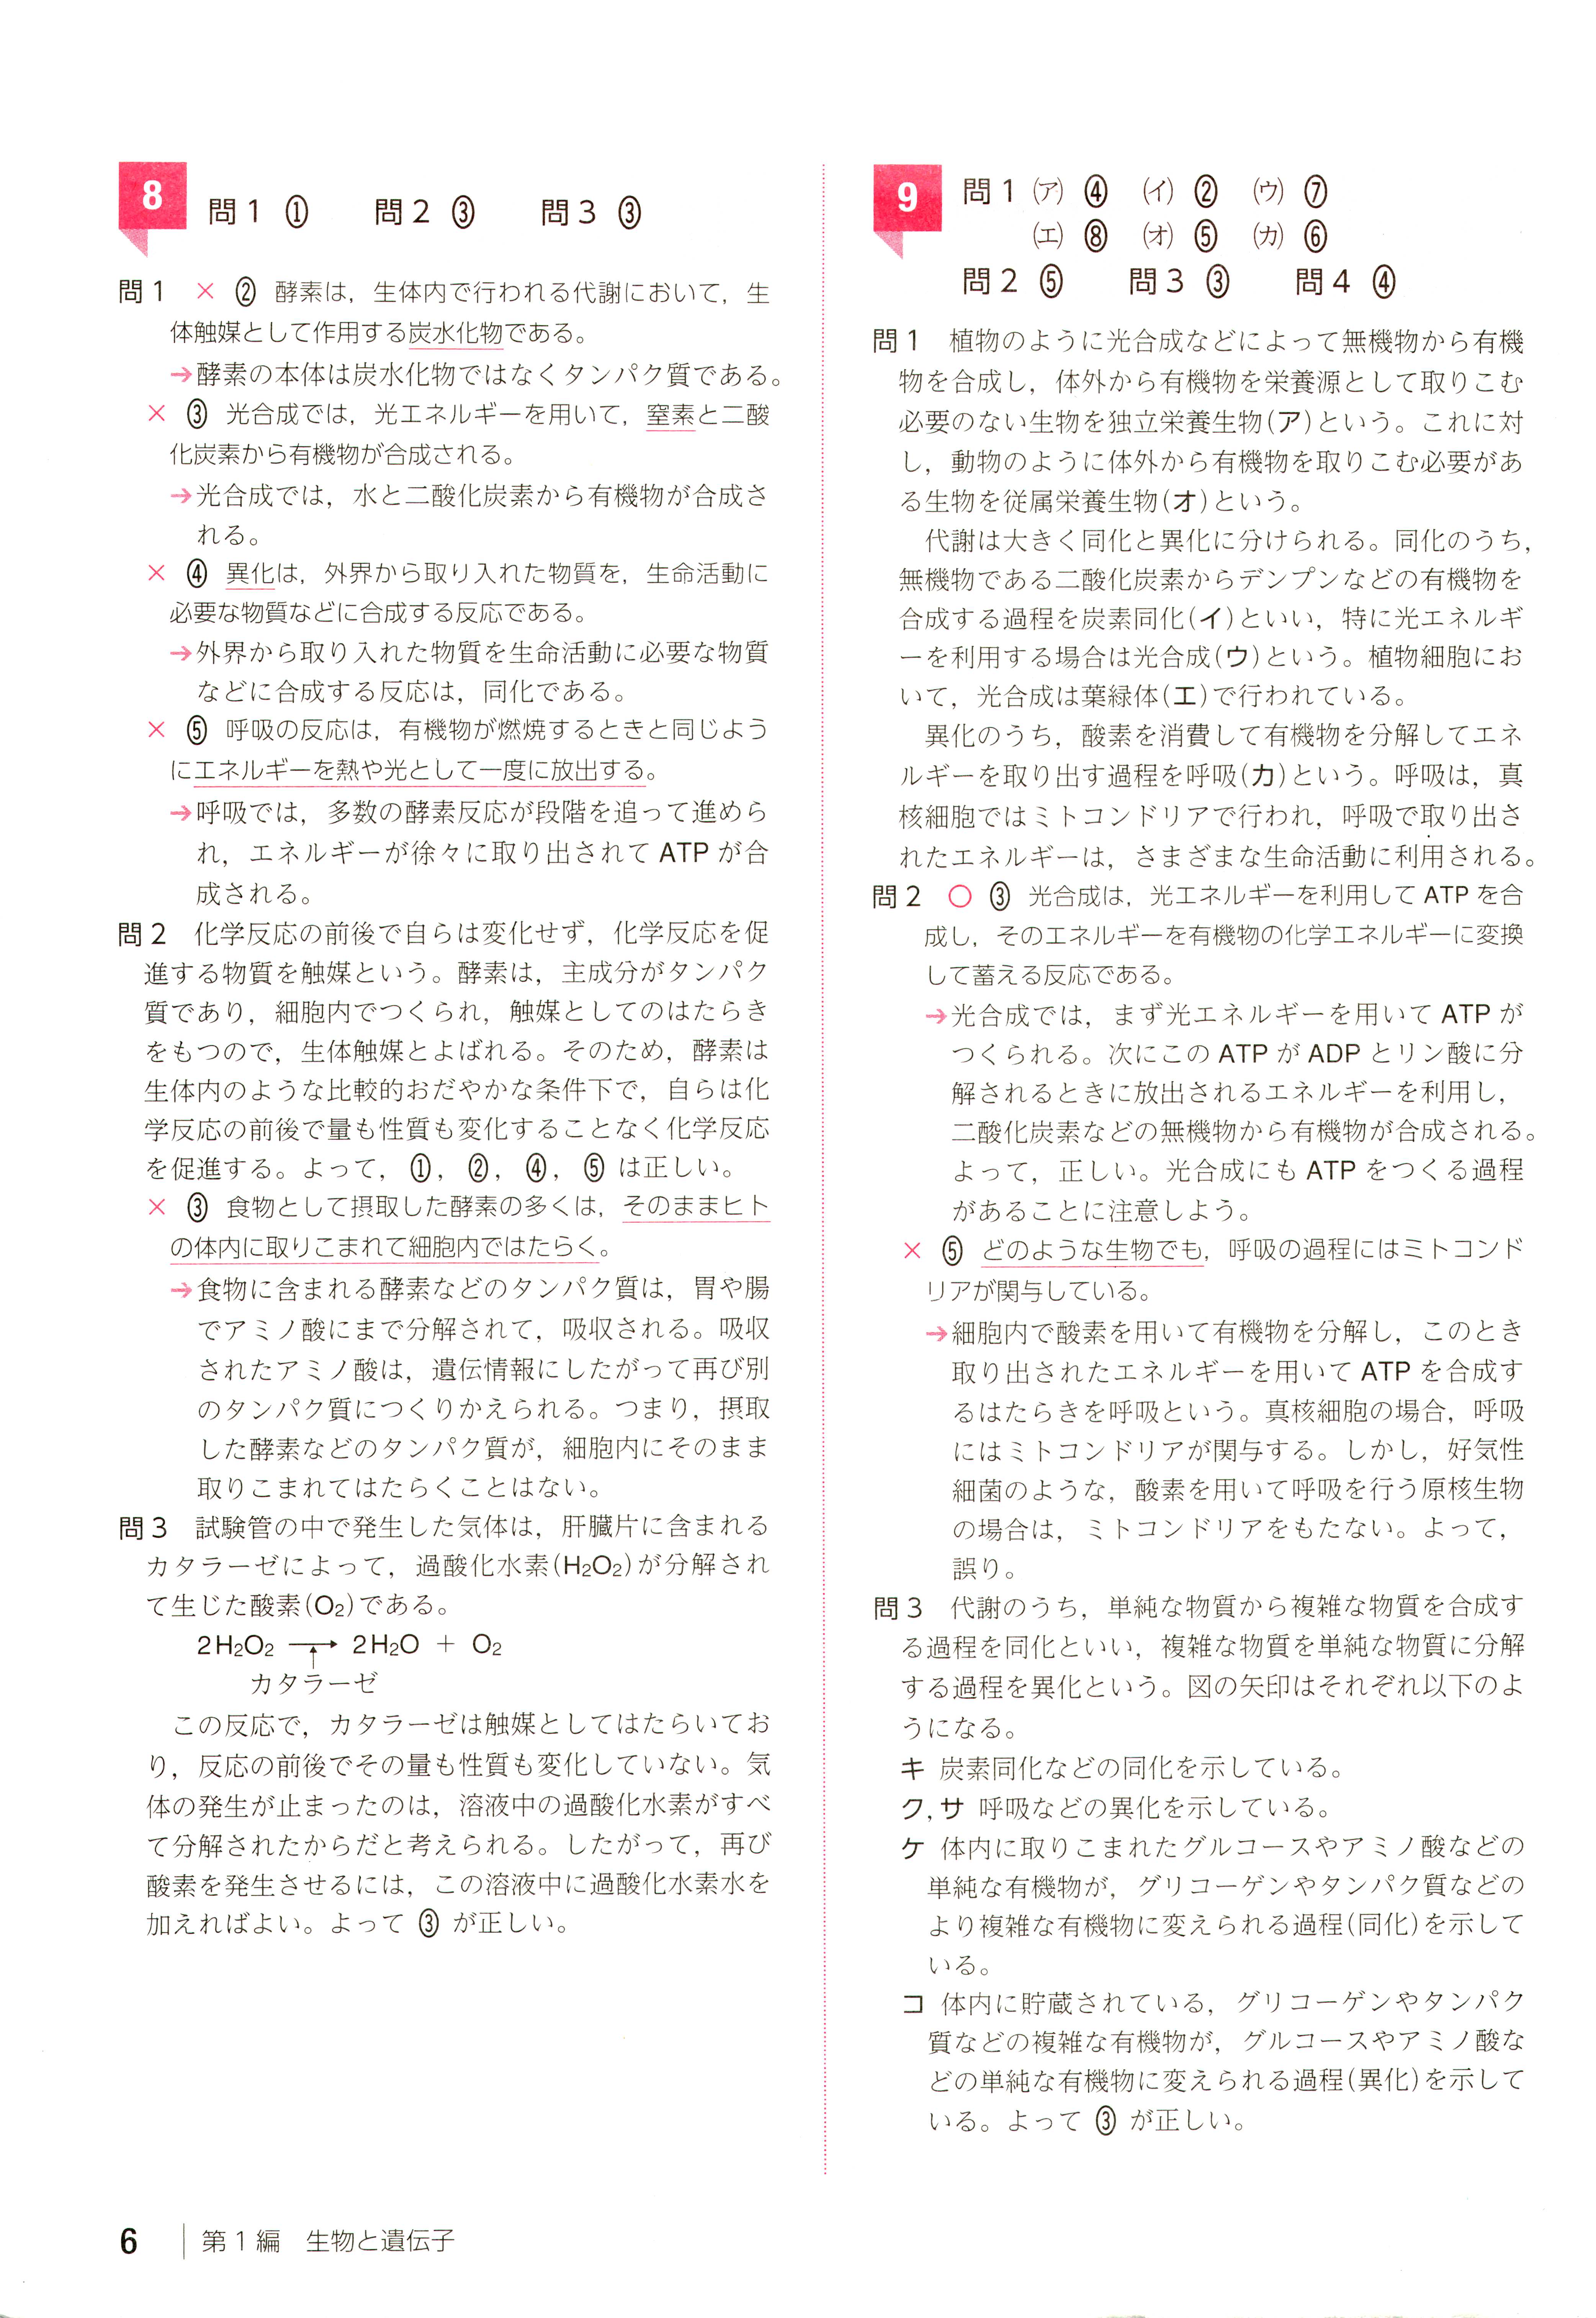 8
問1 ① 問2 ③ 問3 ③
問1 × ② 酵素は，生体内で行われる代謝において，生
体触媒として作用する炭水化物である。
→酵素の本体は炭水化物ではなくタンパク質である。
× ③ 光合成では，光エネルギーを用いて，窒素と二酸
化炭素から有機物が合成される。
→光合成では，水と二酸化炭素から有機物が合成さ
れる。
× ④ 異化は，外界から取り入れた物質を，生命活動に
必要な物質などに合成する反応である。
→外界から取り入れた物質を生命活動に必要な物質
などに合成する反応は，同化である。
× ⑤ 呼吸の反応は，有機物が燃焼するときと同じよう
にエネルギーを熱や光として一度に放出する。
→呼吸では，多数の酵素反応が段階を追って進めら
れ，エネルギーが徐々に取り出されて ATP が合
成される。
問2 化学反応の前後で自らは変化せず，化学反応を促
進する物質を触媒という。酵素は，主成分がタンパク
質であり，細胞内でつくられ，触媒としてのはたらき
をもつので，生体触媒とよばれる。そのため，酵素は
生体内のような比較的おだやかな条件下で，自らは化
学反応の前後で量も性質も変化することなく化学反応
を促進する。よって，①，②，④，⑤ は正しい。
× ③ 食物として摂取した酵素の多くは，そのままヒト
の体内に取りこまれて細胞内ではたらく。
→食物に含まれる酵素などのタンパク質は，胃や腸
でアミノ酸にまで分解されて，吸収される。吸収
されたアミノ酸は，遺伝情報にしたがって再び別
のタンパク質につくりかえられる。つまり，摂取
した酵素などのタンパク質が，細胞内にそのまま
取りこまれてはたらくことはない。
問3 試験管の中で発生した気体は，肝臓片に含まれる
カタラーゼによって，過酸化水素(H₂O₂)が分解され
て生じた酸素(O₂)である。
2H₂O₂ → 2H₂O + O₂
↑
カタラーゼ
この反応で，カタラーゼは触媒としてはたらいてお
り，反応の前後でその量も性質も変化していない。気
体の発生が止まったのは，溶液中の過酸化水素がすべ
て分解されたからだと考えられる。したがって，再び
酸素を発生させるには，この溶液中に過酸化水素水を
加えればよい。よって ③ が正しい。
9
問1 (ア) ④ (イ) ② (ウ) ⑦
(エ) ⑧ (オ) ⑤ (カ) ⑥
問2 ⑤ 問3 ③ 問4 ④
問1 植物のように光合成などによって無機物から有機
物を合成し，体外から有機物を栄養源として取りこむ
必要のない生物を独立栄養生物(ア)という。これに対
し，動物のように体外から有機物を取りこむ必要があ
る生物を従属栄養生物(オ)という。
代謝は大きく同化と異化に分けられる。同化のうち，
無機物である二酸化炭素からデンプンなどの有機物を
合成する過程を炭素同化(イ)といい，特に光エネルギ
ーを利用する場合は光合成(ウ)という。植物細胞にお
いて，光合成は葉緑体(エ)で行われている。
異化のうち，酸素を消費して有機物を分解してエネ
ルギーを取り出す過程を呼吸(カ)という。呼吸は，真
核細胞ではミトコンドリアで行われ，呼吸で取り出さ
れたエネルギーは，さまざまな生命活動に利用される。
問2 ○ ③ 光合成は，光エネルギーを利用して ATP を合
成し，そのエネルギーを有機物の化学エネルギーに変換
して蓄える反応である。
→光合成では，まず光エネルギーを用いて ATP が
つくられる。次にこの ATP が ADP とリン酸に分
解されるときに放出されるエネルギーを利用し，
二酸化炭素などの無機物から有機物が合成される。
よって，正しい。光合成にも ATP をつくる過程
があることに注意しよう。
× ⑤ どのような生物でも，呼吸の過程にはミトコンド
リアが関与している。
→細胞内で酸素を用いて有機物を分解し，このとき
取り出されたエネルギーを用いて ATP を合成す
るはたらきを呼吸という。真核細胞の場合，呼吸
にはミトコンドリアが関与する。しかし，好気性
細菌のような，酸素を用いて呼吸を行う原核生物
の場合は，ミトコンドリアをもたない。よって，
誤り。
問3 代謝のうち，単純な物質から複雑な物質を合成す
る過程を同化といい，複雑な物質を単純な物質に分解
する過程を異化という。図の矢印はそれぞれ以下のよ
うになる。
キ 炭素同化などの同化を示している。
ク，サ 呼吸などの異化を示している。
ケ 体内に取りこまれたグルコースやアミノ酸などの
単純な有機物が，グリコーゲンやタンパク質などの
より複雑な有機物に変えられる過程(同化)を示して
いる。
コ 体内に貯蔵されている，グリコーゲンやタンパク
質などの複雑な有機物が，グルコースやアミノ酸な
どの単純な有機物に変えられる過程(異化)を示して
いる。よって ③ が正しい。
6 第1編 生物と遺伝子